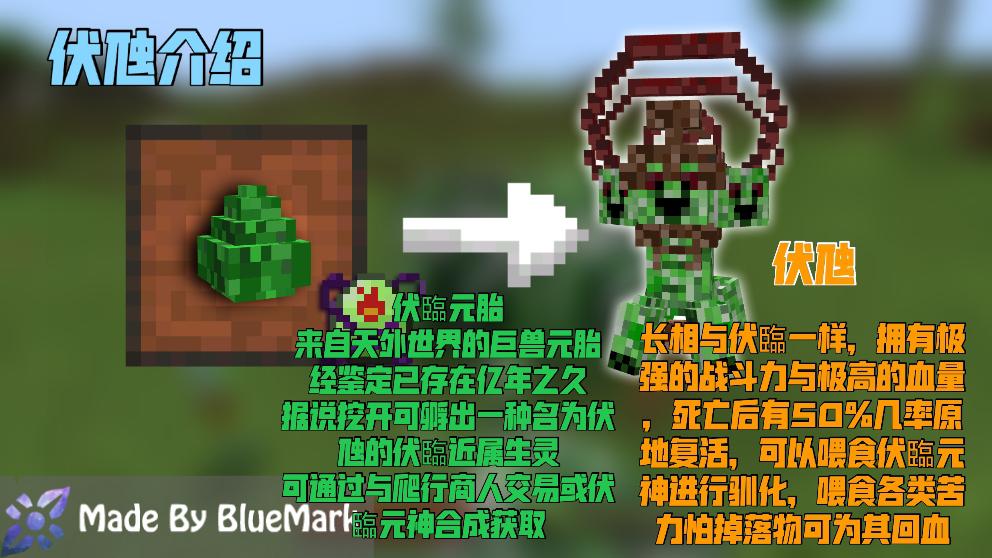 伏介绍
伏
伏臨元胎
来自天外世界的巨兽元胎
经鉴定已存在亿年之久
据说挖开可孵出一种名为伏
的伏臨近属生灵
可通过与爬行商人交易或伏
臨元神合成获取
长相与伏臨一样，拥有极
强的战斗力与极高的血量
，死亡后有50%几率原
地复活，可以喂食伏臨元
神进行驯化，喂食各类苦
力怕掉落物可为其回血
Made By BlueMark